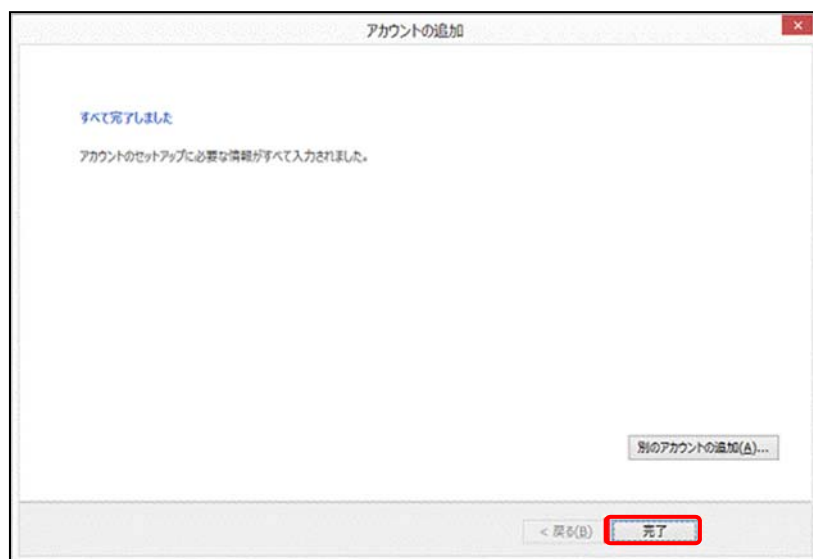 アカウントの追加
×
すべて完了しました
アカウントのセットアップに必要な情報がすべて入力されました。
別のアカウントの追加(A)...
< 戻る(B)
完了